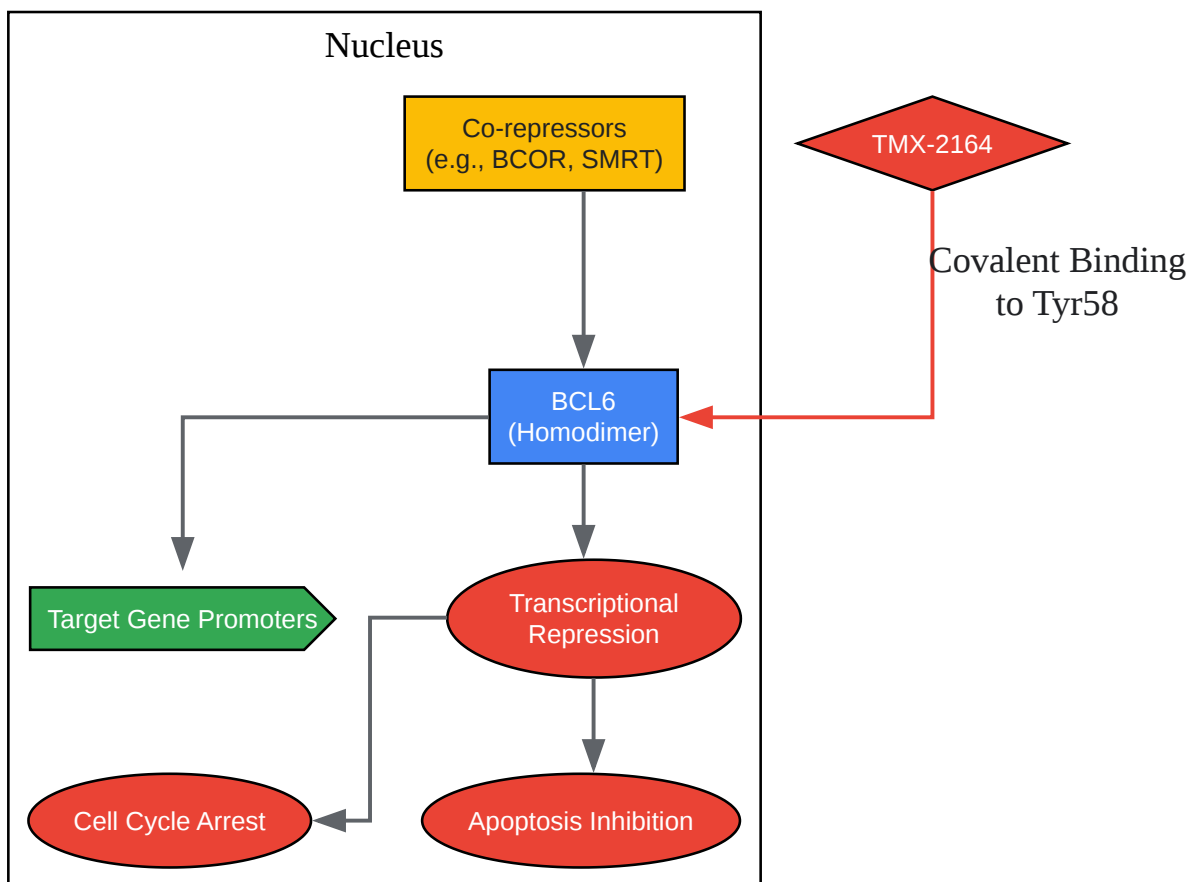 Nucleus
Co-repressors
(e.g., BCOR, SMRT)
TMX-2164
Covalent Binding
to Tyr58
BCL6
(Homodimer)
Target Gene Promoters
Transcriptional
Repression
Cell Cycle Arrest
Apoptosis Inhibition